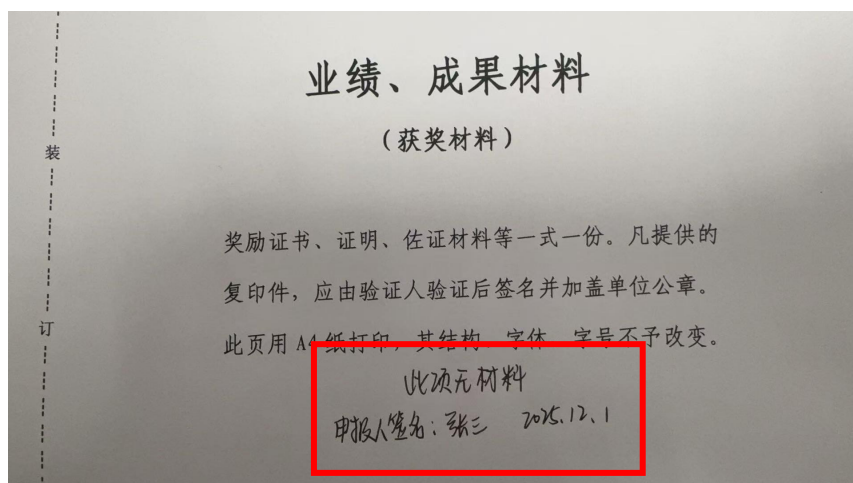 业绩、成果材料
（获奖材料）
装
奖励证书、证明、佐证材料等一式一份。凡提供的
复印件，应由验证人验证后签名并加盖单位公章。
订
此页用 A4 纸打印，其结构、字体、字号不予改变。
此项无材料
申报人签名：张三 2025.12.1